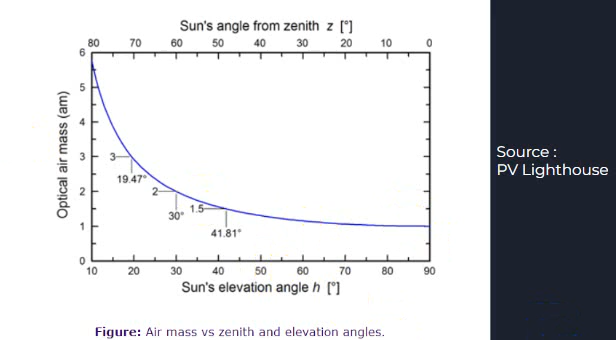 Sun's angle from zenith z [°]
80 70 60 50 40 30 20 10 0
Optical air mass (am)
6
5
4
3
2
1
0
3
19.47°
2
30°
1.5
41.81°
10 20 30 40 50 60 70 80 90
Sun's elevation angle h [°]
Figure: Air mass vs zenith and elevation angles.
Source :
PV Lighthouse